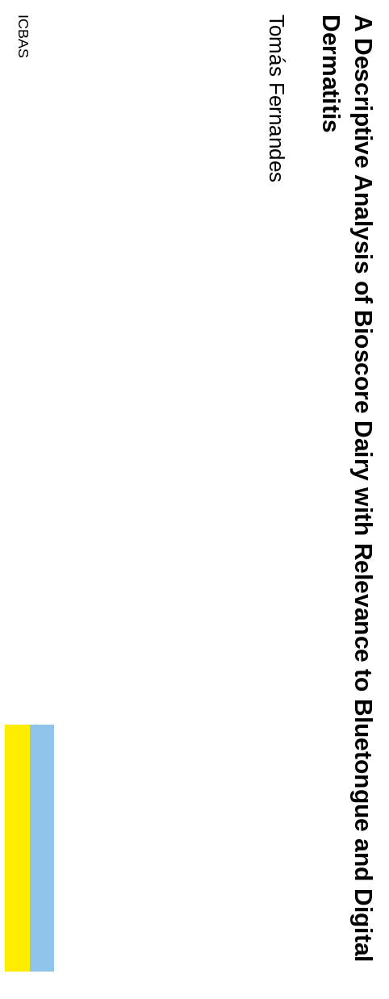 A Descriptive Analysis of Bioscore Dairy with Relevance to Bluetongue and Digital
Dermatitis
Tomás Fernandes
ICBAS